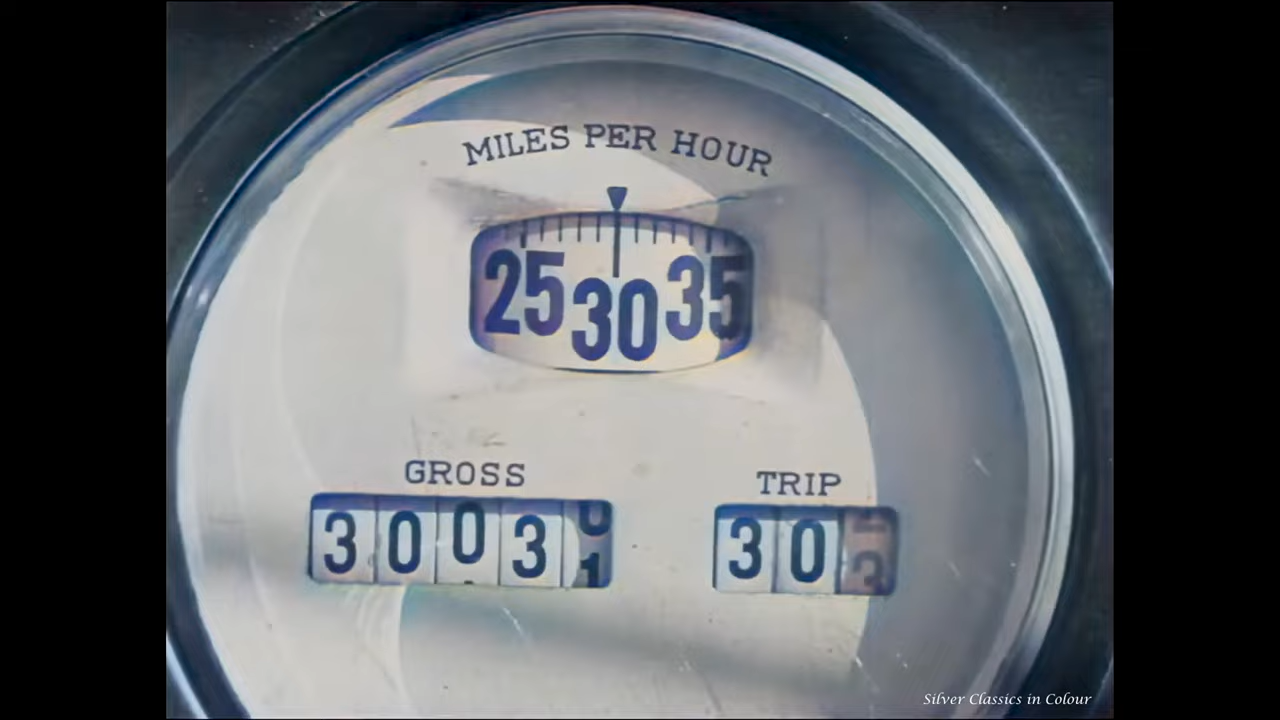 MILES PER HOUR
25 30 35
GROSS
3003
TRIP
30
Silver Classics in Colour